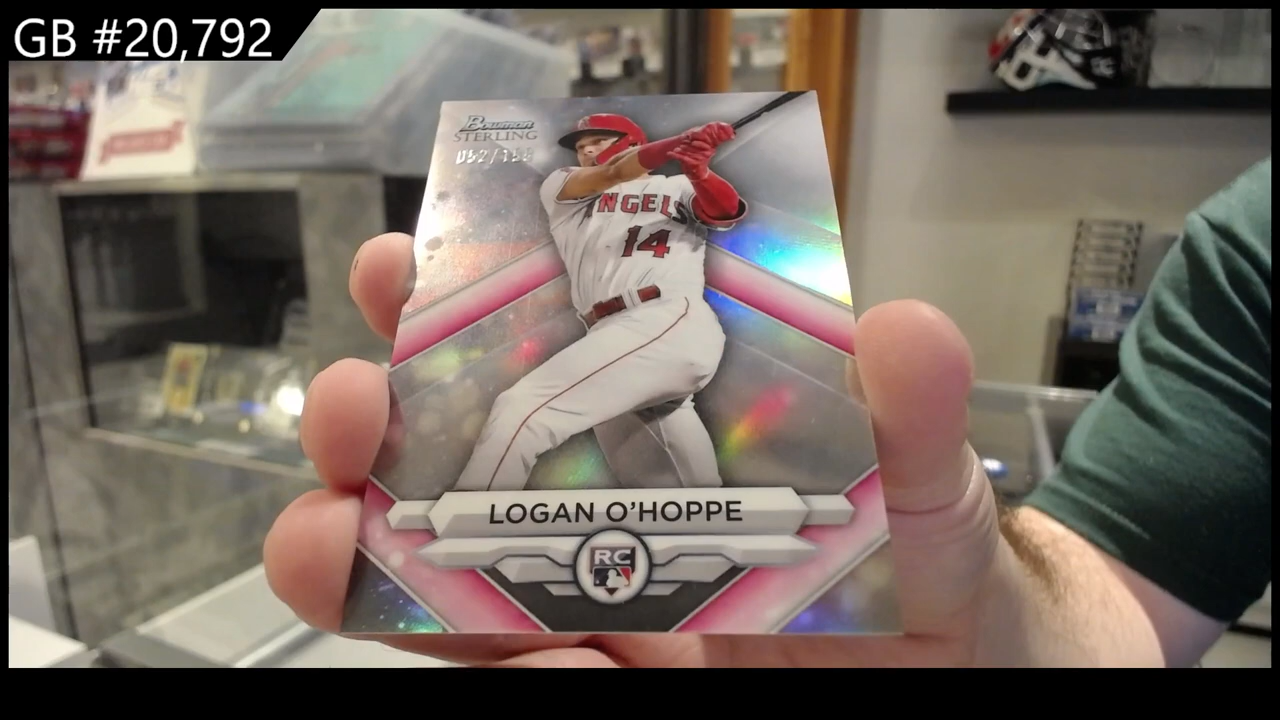 GB #20,792
Bowman
STERLING
ANGELS
14
LOGAN O'HOPPE
RC